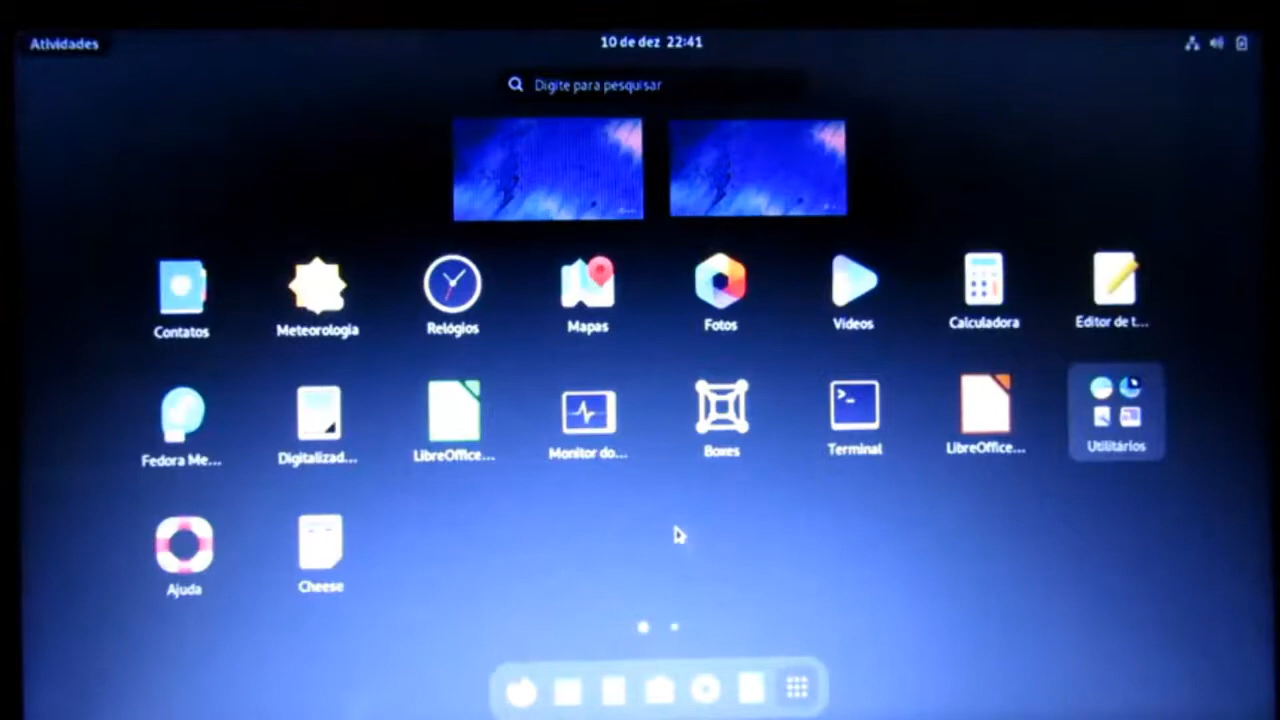 Atividades
10 de dez 22:41
Digite para pesquisar
Contatos
Meteorologia
Relógios
Mapas
Fotos
Vídeos
Calculadora
Editor de t...
Fedora Me...
Digitalizad...
LibreOffice...
Monitor do...
Boxes
Terminal
LibreOffice...
Utilitários
Ajuda
Cheese